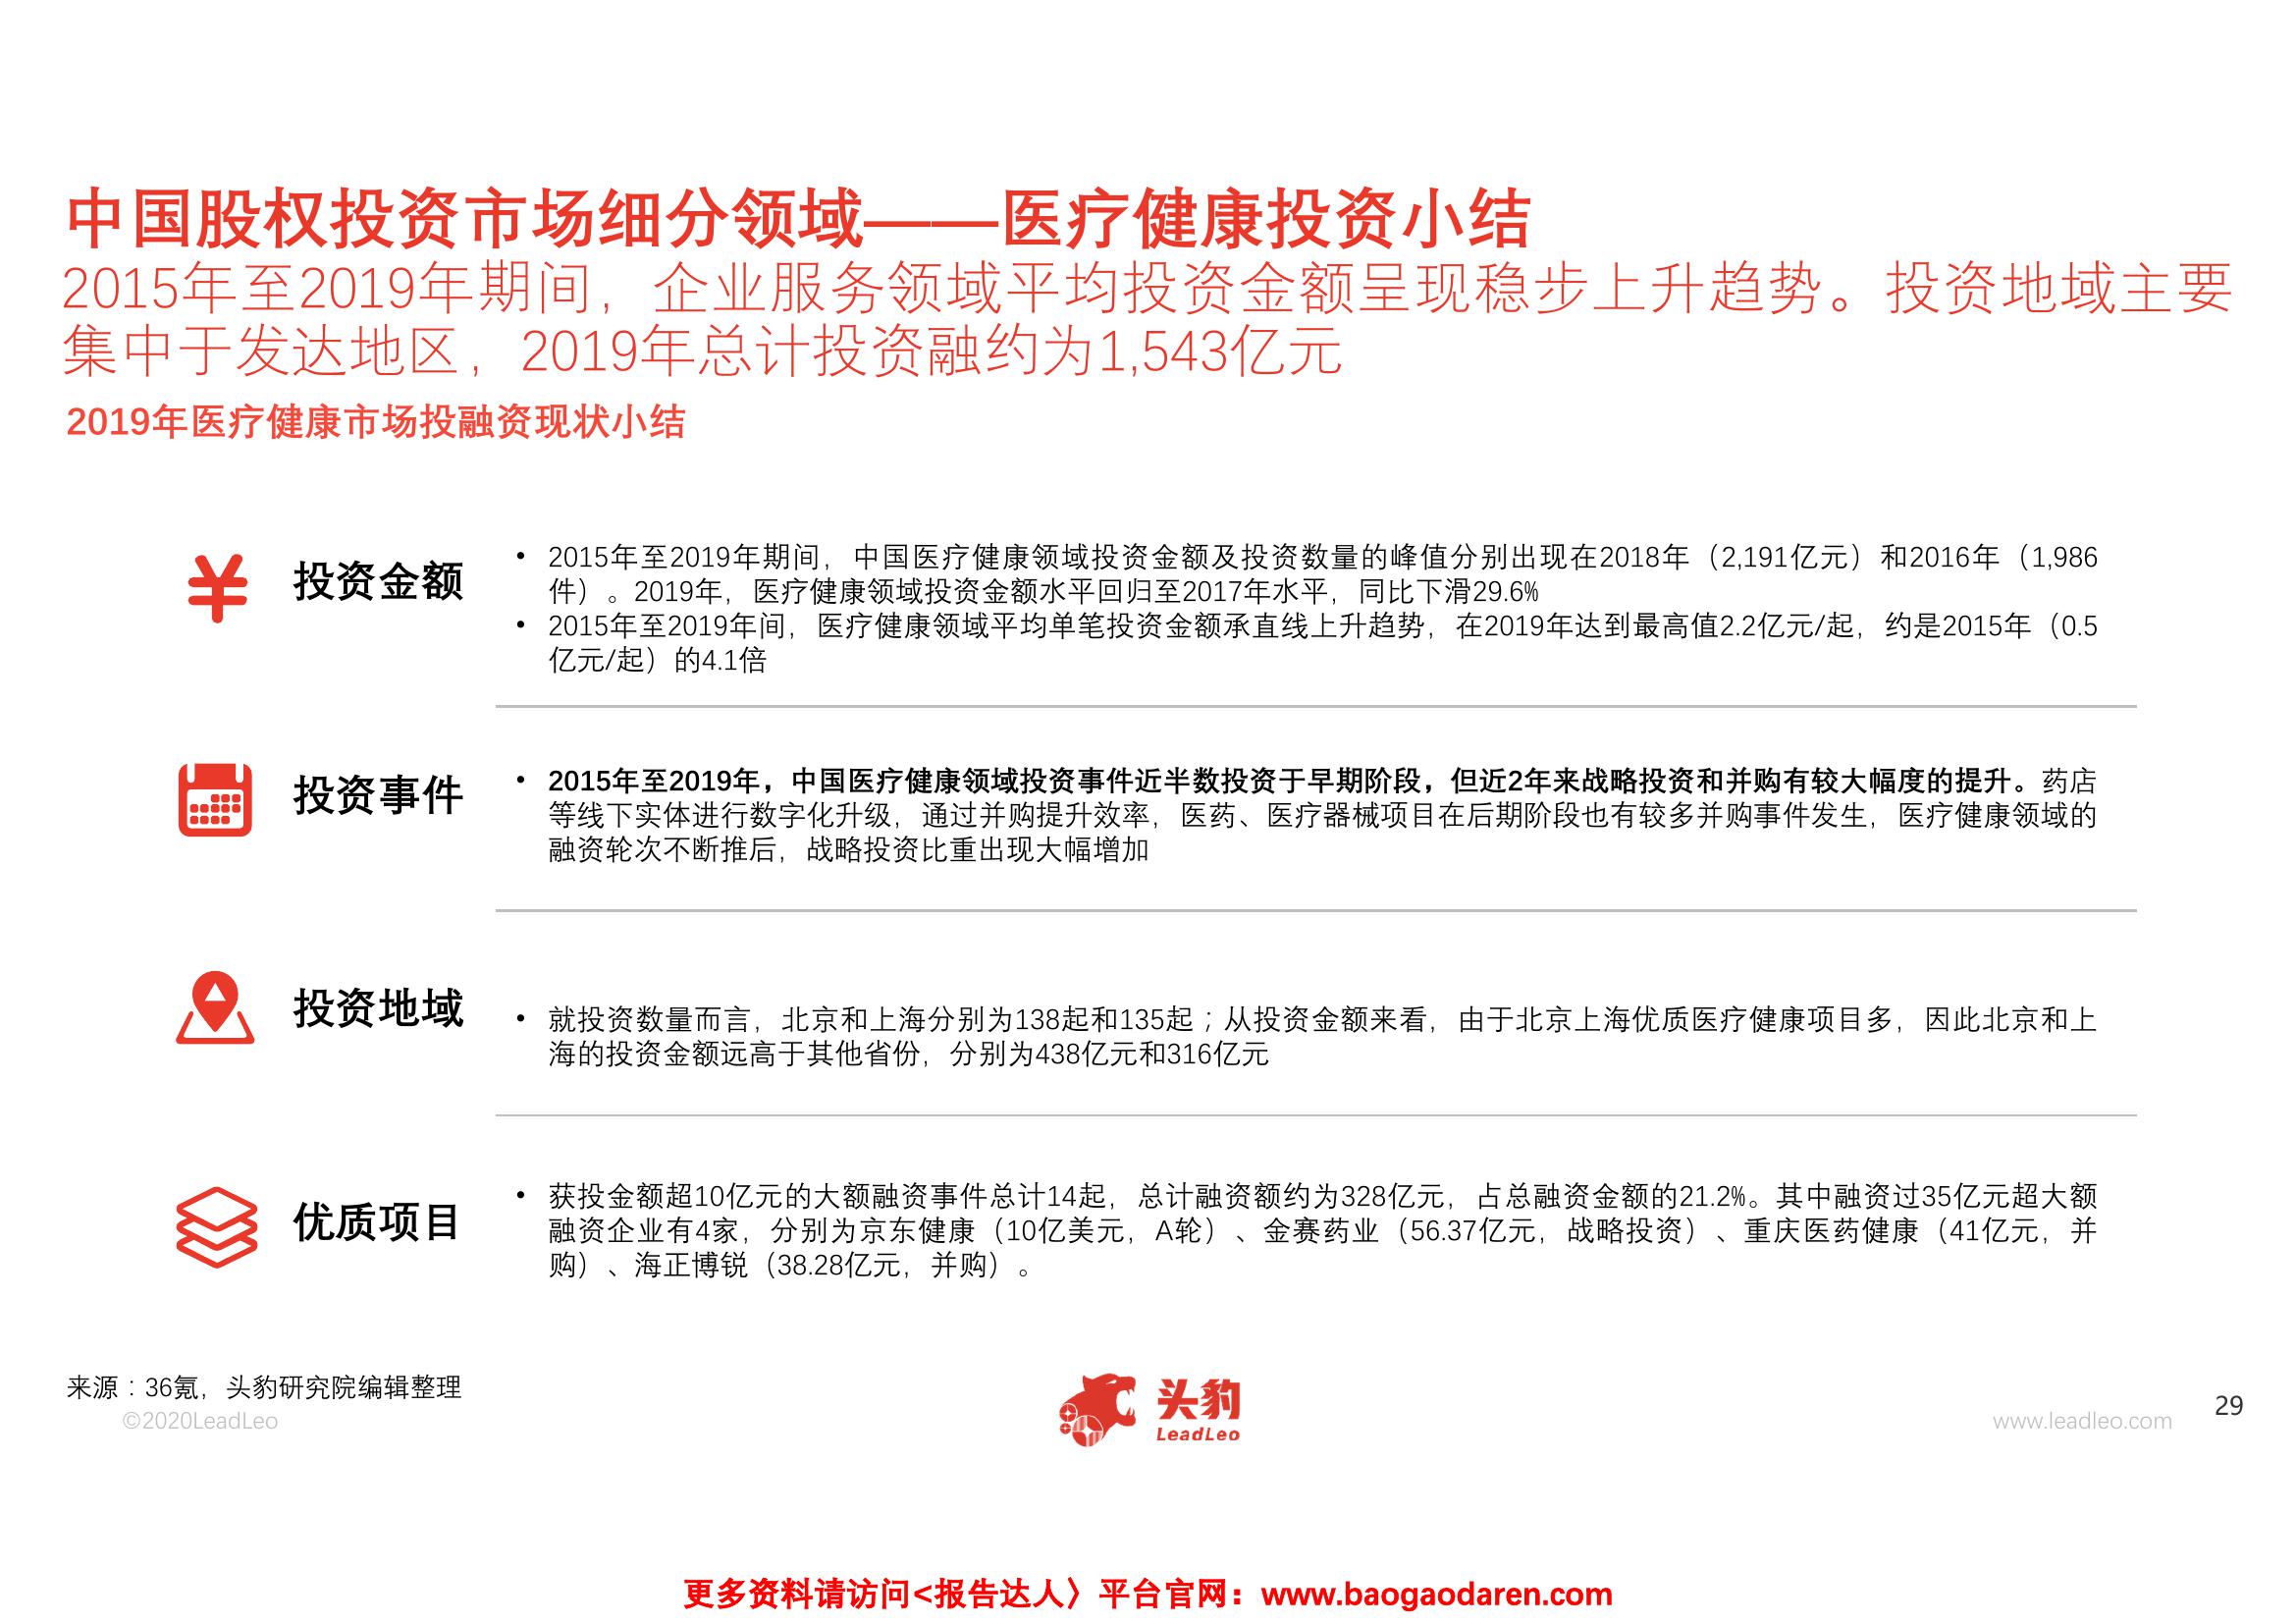 中国股权投资市场细分领域——医疗健康投资小结
2015年至2019年期间，企业服务领域平均投资金额呈现稳步上升趋势。投资地域主要
集中于发达地区，2019年总计投资融约为1,543亿元
2019年医疗健康市场投融资现状小结
投资金额
• 2015年至2019年期间，中国医疗健康领域投资金额及投资数量的峰值分别出现在2018年（2,191亿元）和2016年（1,986
件）。2019年，医疗健康领域投资金额水平回归至2017年水平，同比下滑29.6%
• 2015年至2019年间，医疗健康领域平均单笔投资金额承直线上升趋势，在2019年达到最高值2.2亿元/起，约是2015年（0.5
亿元/起）的4.1倍
投资事件
• 2015年至2019年，中国医疗健康领域投资事件近半数投资于早期阶段，但近2年来战略投资和并购有较大幅度的提升。药店
等线下实体进行数字化升级，通过并购提升效率，医药、医疗器械项目在后期阶段也有较多并购事件发生，医疗健康领域的
融资轮次不断推后，战略投资比重出现大幅增加
投资地域
• 就投资数量而言，北京和上海分别为138起和135起；从投资金额来看，由于北京上海优质医疗健康项目多，因此北京和上
海的投资金额远高于其他省份，分别为438亿元和316亿元
优质项目
• 获投金额超10亿元的大额融资事件总计14起，总计融资额约为328亿元，占总融资金额的21.2%。其中融资过35亿元超大额
融资企业有4家，分别为京东健康（10亿美元，A轮）、金赛药业（56.37亿元，战略投资）、重庆医药健康（41亿元，并
购）、海正博锐（38.28亿元，并购）。
来源：36氪，头豹研究院编辑整理
©2020LeadLeo
头豹
LeadLeo
www.leadleo.com
29
更多资料请访问<报告达人〉平台官网：www.baogaodaren.com